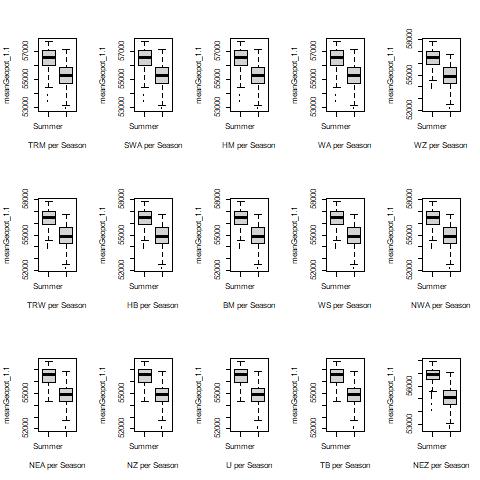 meanGeopot_1.1
53000 55000 57000
Summer
TRM per Season
meanGeopot_1.1
53000 55000 57000
Summer
SWA per Season
meanGeopot_1.1
53000 55000 57000
Summer
HM per Season
meanGeopot_1.1
53000 55000 57000
Summer
WA per Season
meanGeopot_1.1
52000 55000 58000
Summer
WZ per Season
meanGeopot_1.1
52000 55000 58000
Summer
TRW per Season
meanGeopot_1.1
52000 55000 58000
Summer
HB per Season
meanGeopot_1.1
52000 55000 58000
Summer
BM per Season
meanGeopot_1.1
52000 55000 58000
Summer
WS per Season
meanGeopot_1.1
52000 55000 58000
Summer
NWA per Season
meanGeopot_1.1
52000 55000
Summer
NEA per Season
meanGeopot_1.1
52000 55000
Summer
NZ per Season
meanGeopot_1.1
52000 55000
Summer
U per Season
meanGeopot_1.1
52000 55000
Summer
TB per Season
meanGeopot_1.1
53000 56000
Summer
NEZ per Season